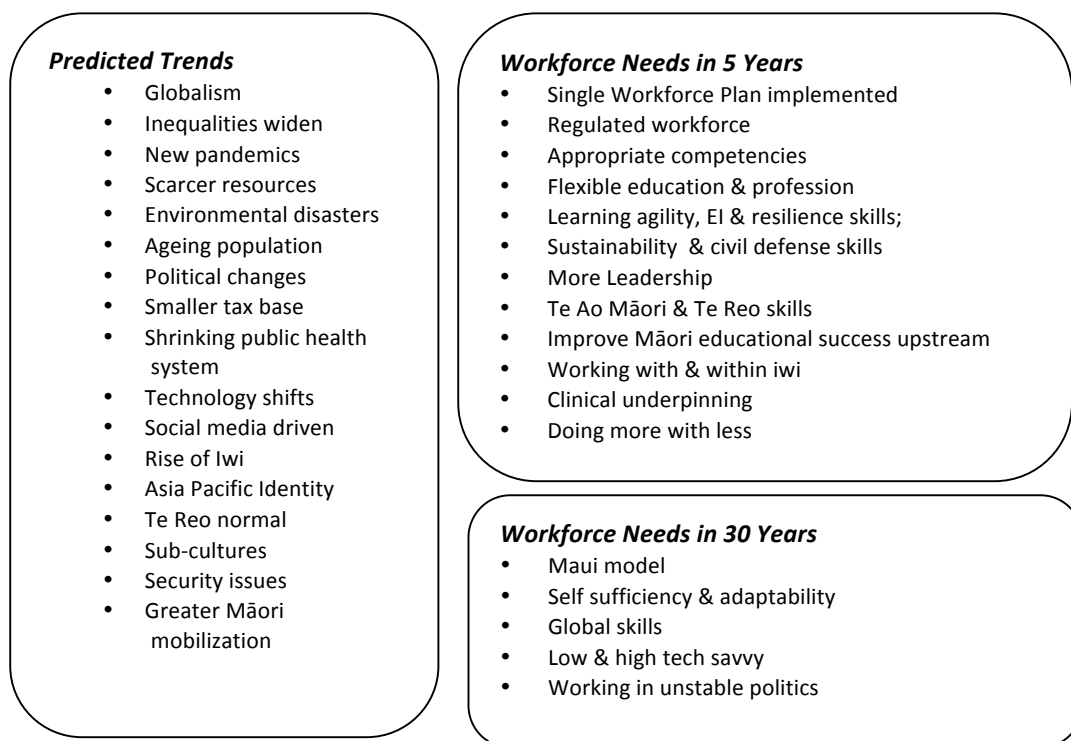 Predicted Trends
• Globalism
• Inequalities widen
• New pandemics
• Scarcer resources
• Environmental disasters
• Ageing population
• Political changes
• Smaller tax base
• Shrinking public health
system
• Technology shifts
• Social media driven
• Rise of Iwi
• Asia Pacific Identity
• Te Reo normal
• Sub-cultures
• Security issues
• Greater Māori
mobilization
Workforce Needs in 5 Years
• Single Workforce Plan implemented
• Regulated workforce
• Appropriate competencies
• Flexible education & profession
• Learning agility, EI & resilience skills;
• Sustainability & civil defense skills
• More Leadership
• Te Ao Māori & Te Reo skills
• Improve Māori educational success upstream
• Working with & within iwi
• Clinical underpinning
• Doing more with less
Workforce Needs in 30 Years
• Maui model
• Self sufficiency & adaptability
• Global skills
• Low & high tech savvy
• Working in unstable politics